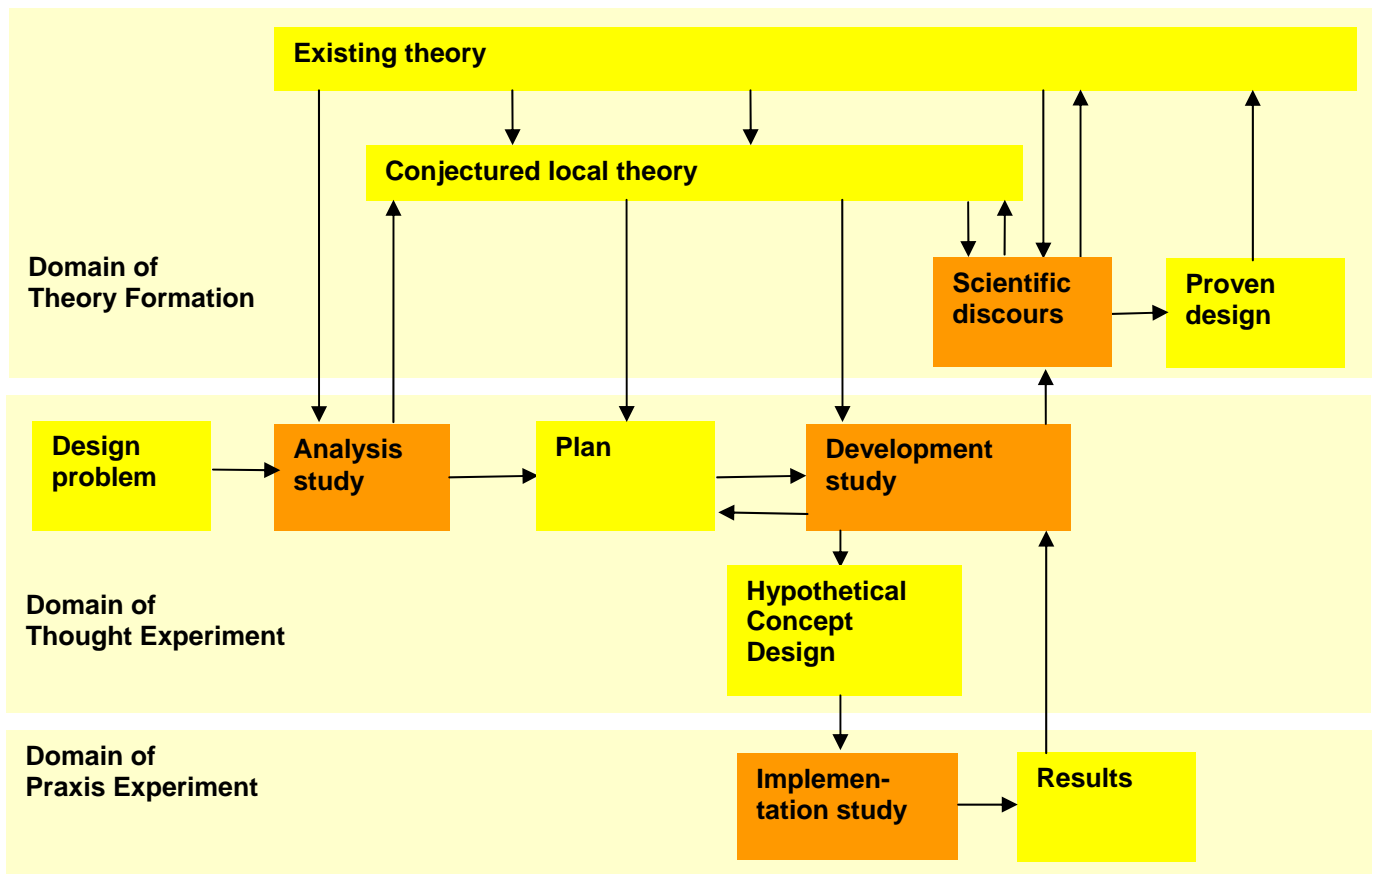 Existing theory
Conjectured local theory
Domain of
Theory Formation
Scientific
discours
Proven
design
Design
problem
Analysis
study
Plan
Development
study
Domain of
Thought Experiment
Hypothetical
Concept
Design
Domain of
Praxis Experiment
Implemen-
tation study
Results